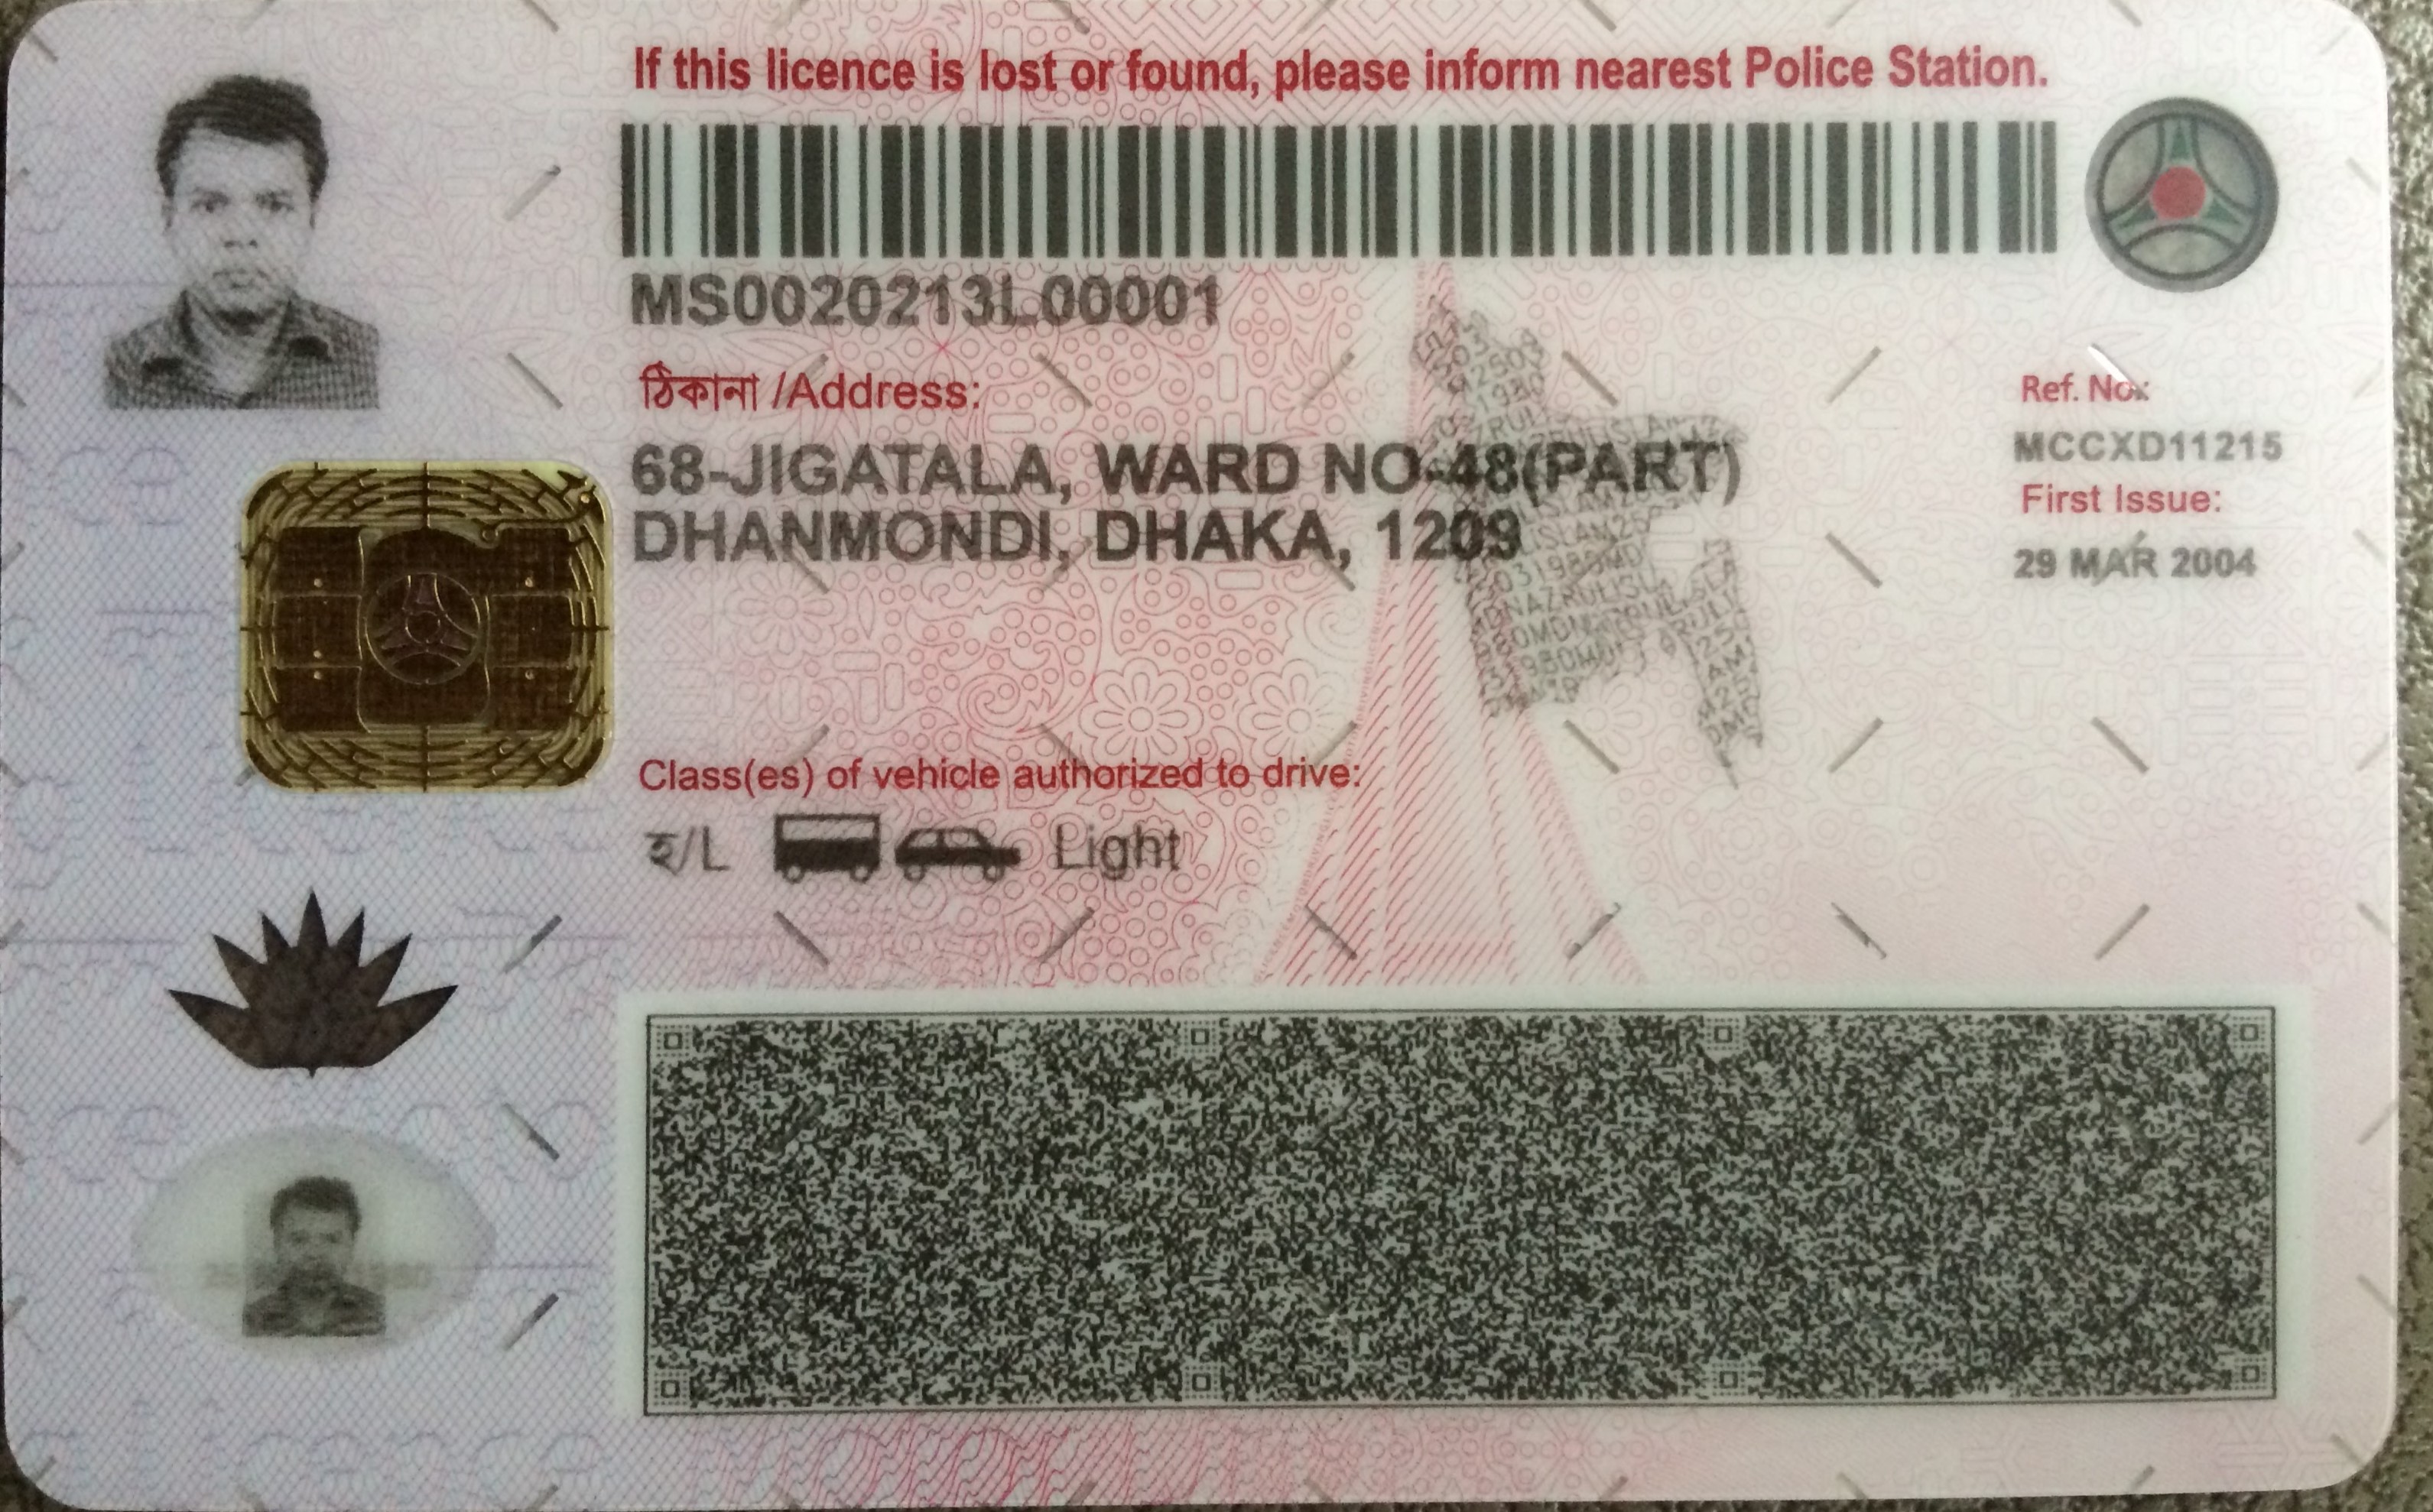 If this licence is lost or found, please inform nearest Police Station.
MS0020213L00001
ঠিকানা /Address:
68-JIGATALA, WARD NO-48(PART)
DHANMONDI, DHAKA, 1209
Ref. No.:
MCCXD11215
First Issue:
29 MAR 2004
Class(es) of vehicle authorized to drive:
হ/L Light